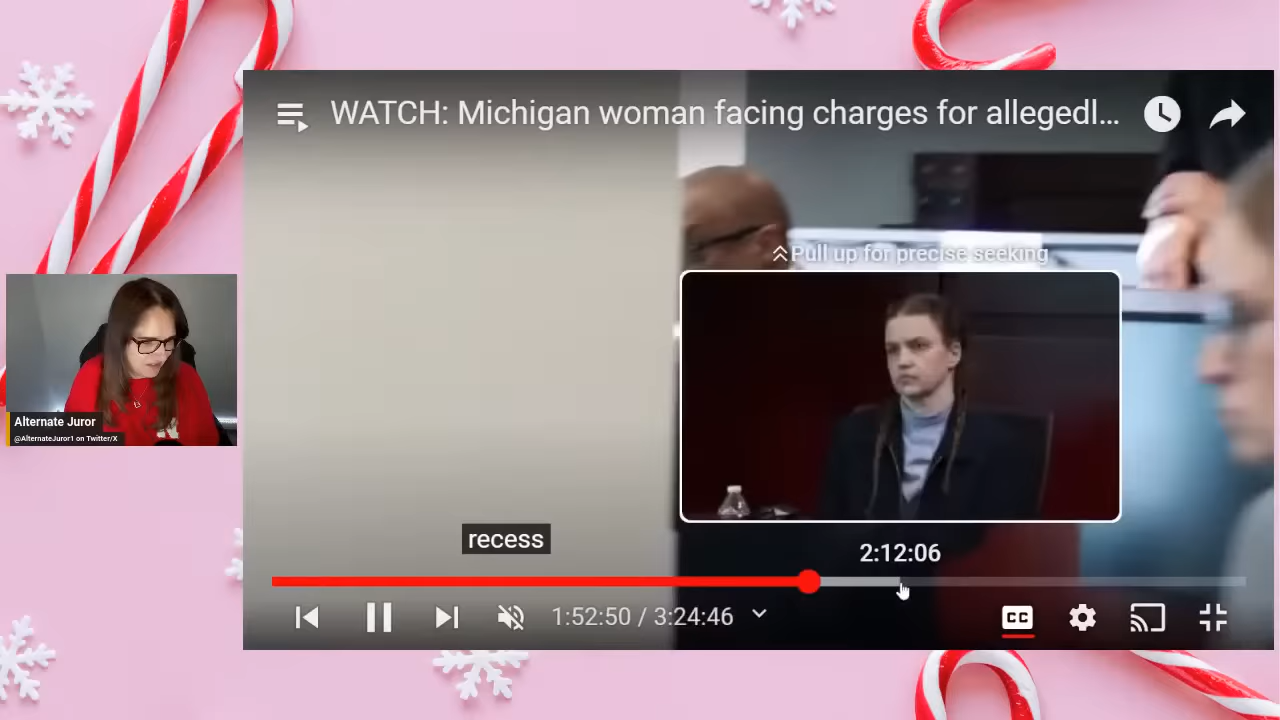 WATCH: Michigan woman facing charges for allegedl...
Pull up for precise seeking
Alternate Juror
@AlternateJuror1 on Twitter/X
recess
2:12:06
1:52:50 / 3:24:46
CC